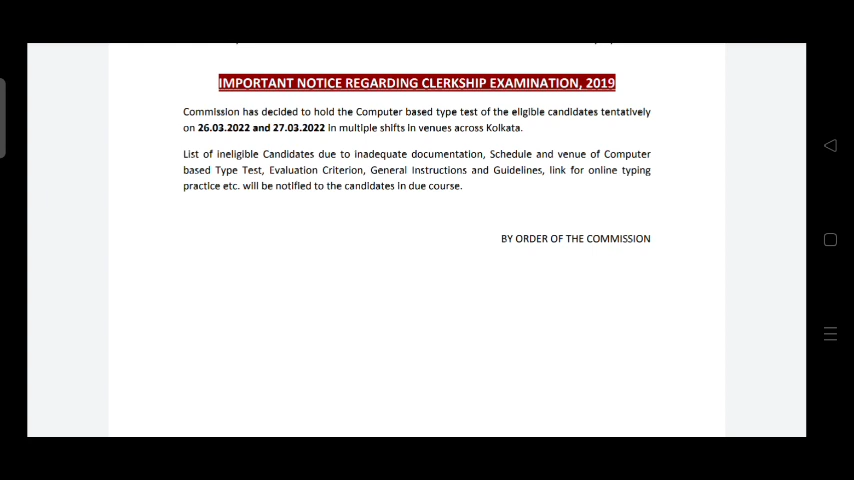 IMPORTANT NOTICE REGARDING CLERKSHIP EXAMINATION, 2019
Commission has decided to hold the Computer based type test of the eligible candidates tentatively
on 26.03.2022 and 27.03.2022 in multiple shifts in venues across Kolkata.
List of ineligible Candidates due to inadequate documentation, Schedule and venue of Computer
based Type Test, Evaluation Criterion, General Instructions and Guidelines, link for online typing
practice etc. will be notified to the candidates in due course.
BY ORDER OF THE COMMISSION